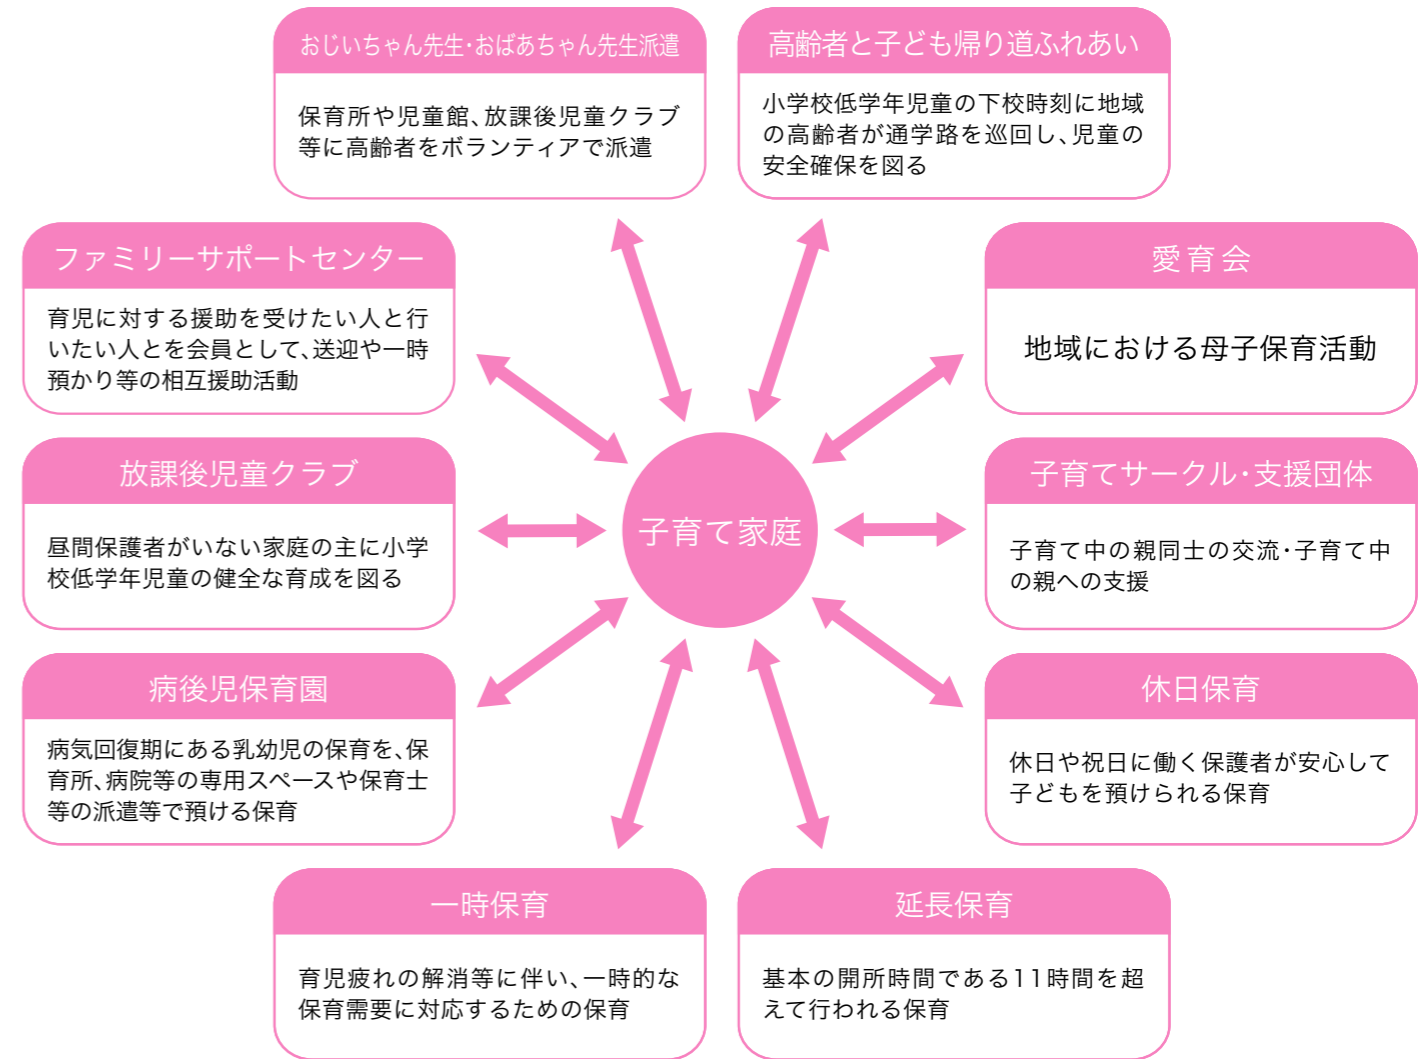 おじいちゃん先生・おばあちゃん先生派遣
保育所や児童館、放課後児童クラブ
等に高齢者をボランティアで派遣
高齢者と子ども帰り道ふれあい
小学校低学年児童の下校時刻に地域
の高齢者が通学路を巡回し、児童の
安全確保を図る
ファミリーサポートセンター
育児に対する援助を受けたい人と行
いたい人とを会員として、送迎や一時
預かり等の相互援助活動
愛育会
地域における母子保育活動
放課後児童クラブ
昼間保護者がいない家庭の主に小学
校低学年児童の健全な育成を図る
子育て家庭
子育てサークル・支援団体
子育て中の親同士の交流・子育て中
の親への支援
病後児保育園
病気回復期にある乳幼児の保育を、保
育所、病院等の専用スペースや保育士
等の派遣等で預ける保育
休日保育
休日や祝日に働く保護者が安心して
子どもを預けられる保育
一時保育
育児疲れの解消等に伴い、一時的な
保育需要に対応するための保育
延長保育
基本の開所時間である11時間を超
えて行われる保育